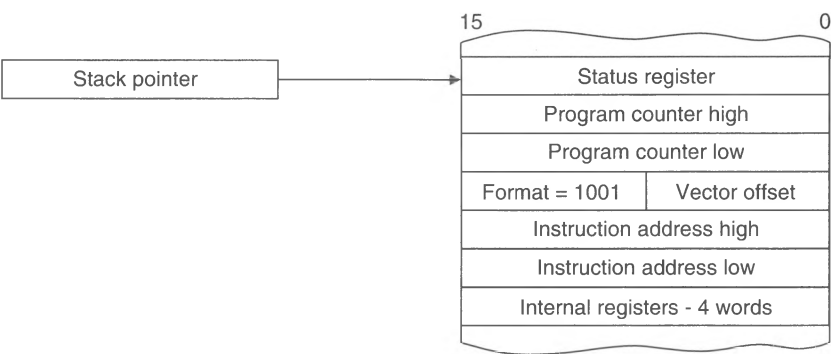 15 0
Stack pointer
Status register
Program counter high
Program counter low
Format = 1001 Vector offset
Instruction address high
Instruction address low
Internal registers - 4 words